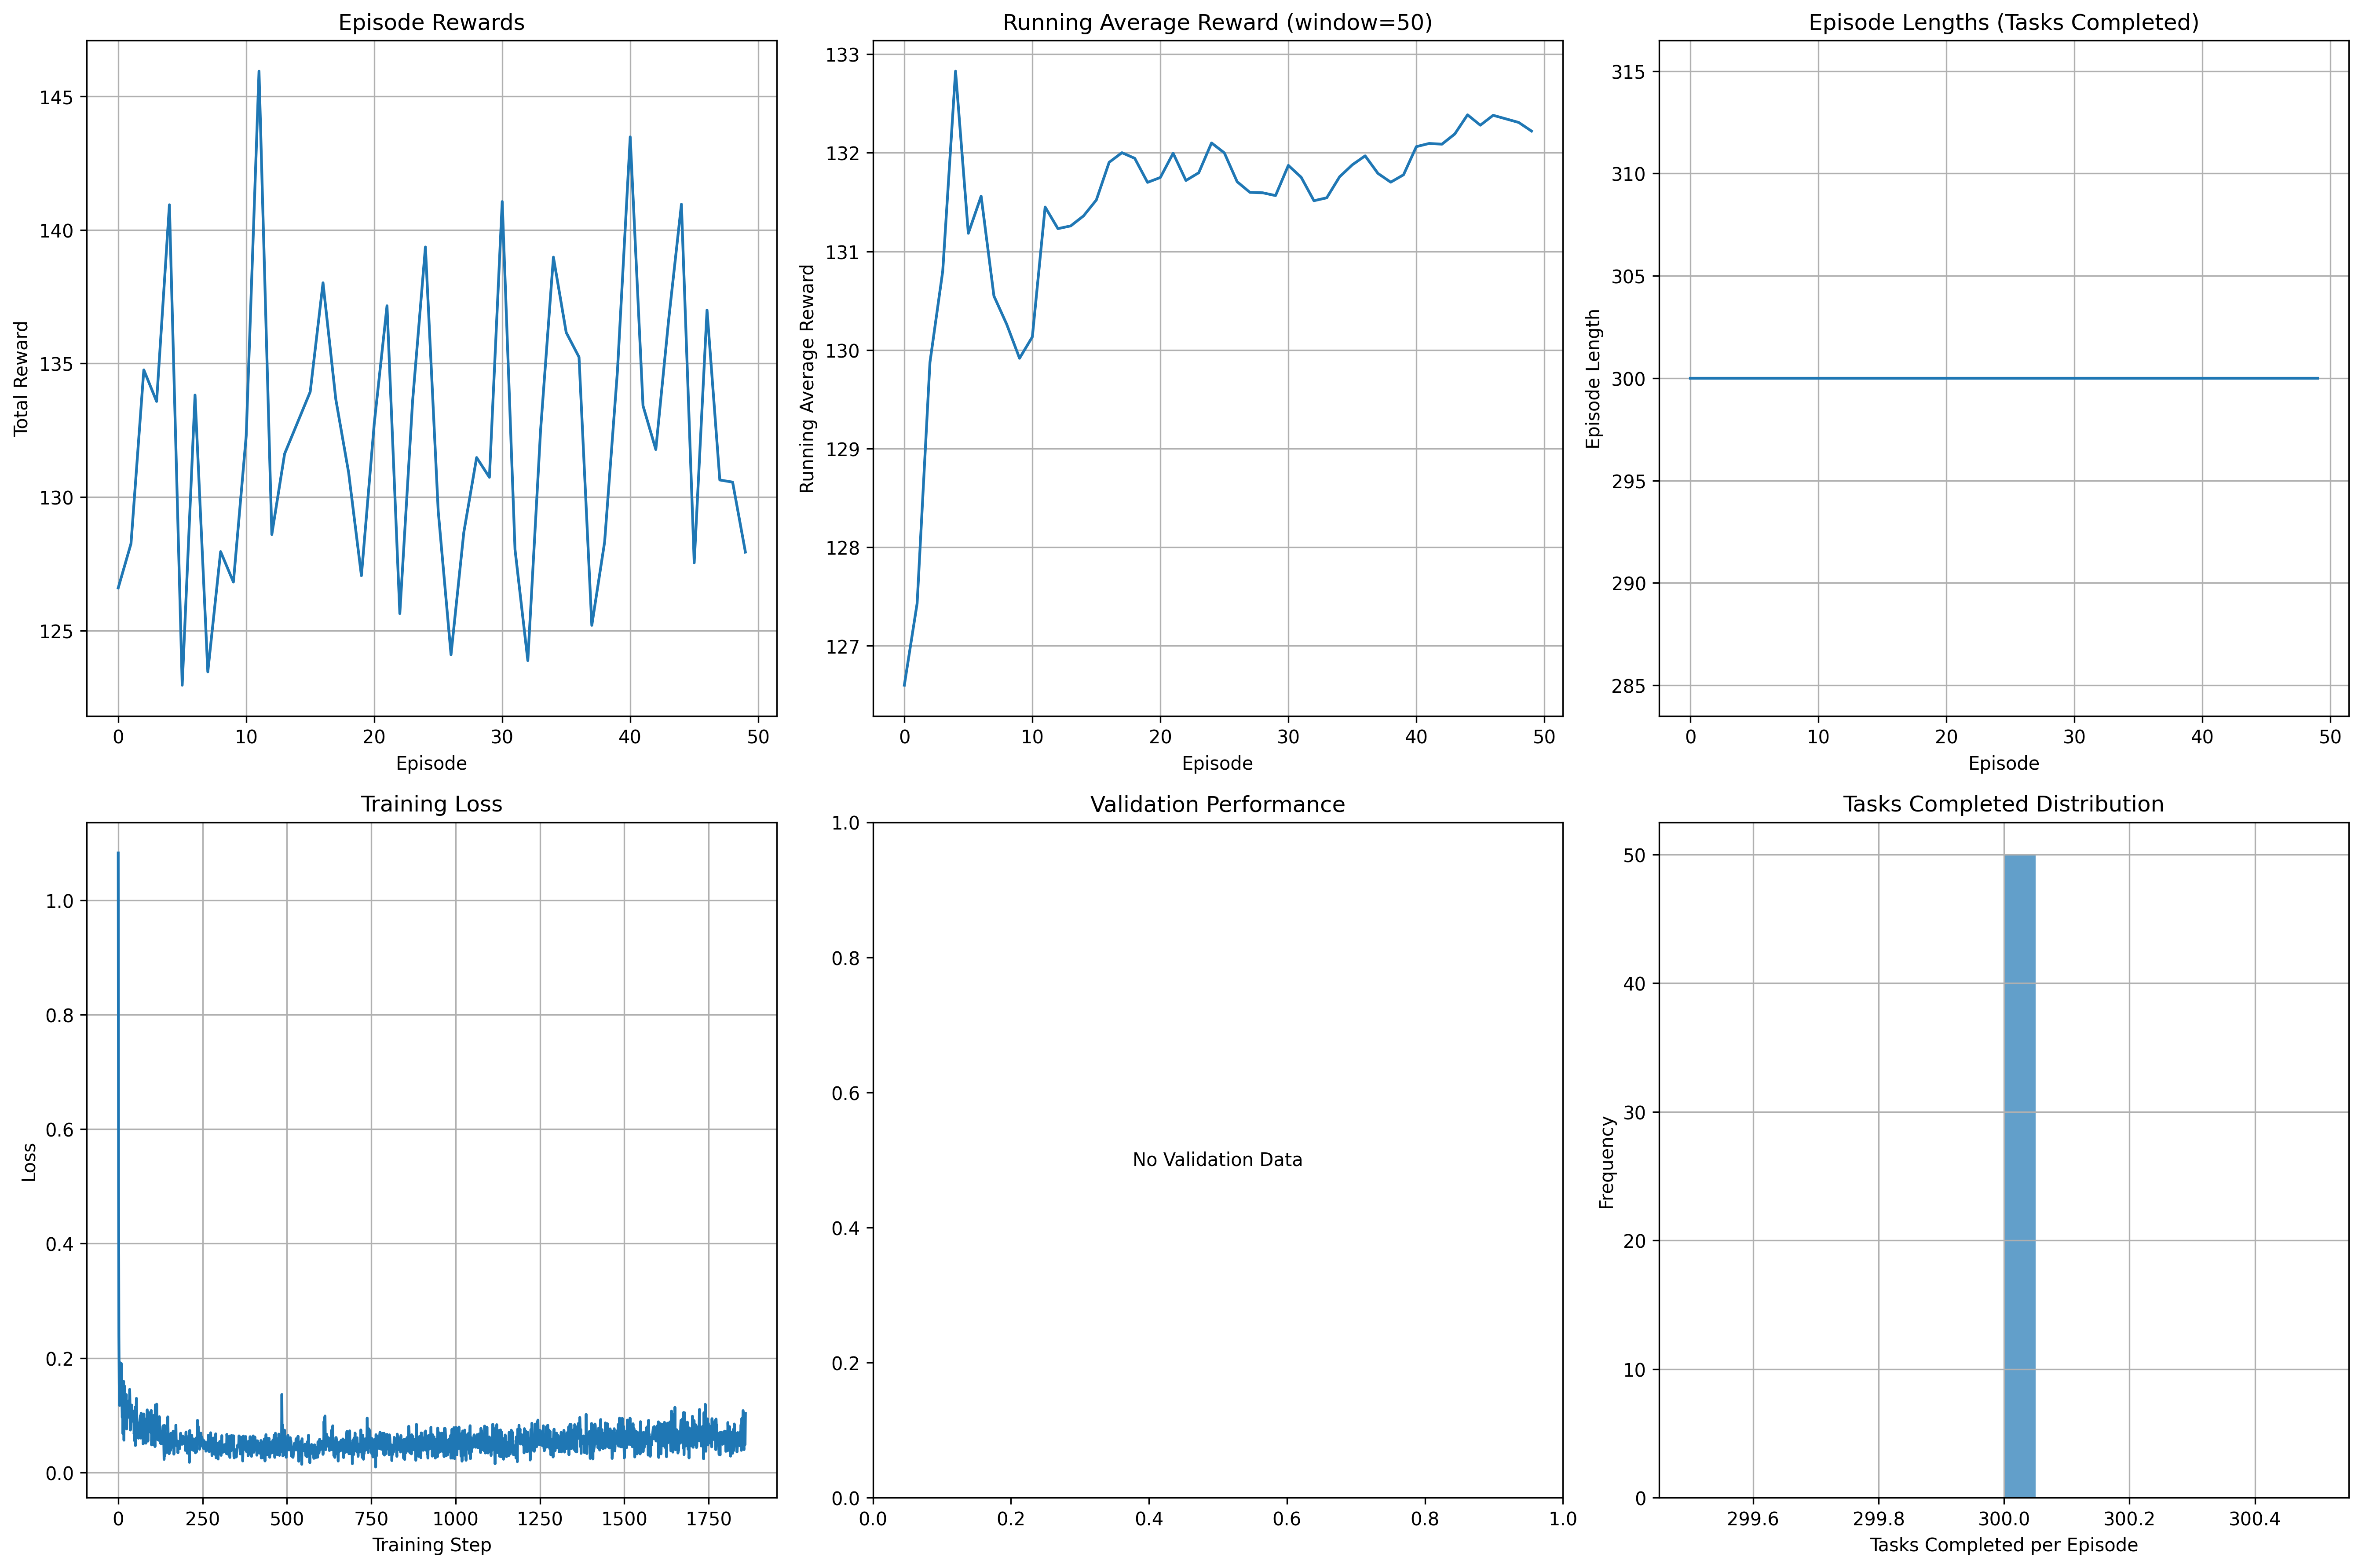 Episode Rewards
Total Reward
145
140
135
130
125
0 10 20 30 40 50
Episode
Running Average Reward (window=50)
Running Average Reward
133
132
131
130
129
128
127
0 10 20 30 40 50
Episode
Episode Lengths (Tasks Completed)
Episode Length
315
310
305
300
295
290
285
0 10 20 30 40 50
Episode
Training Loss
Loss
1.0
0.8
0.6
0.4
0.2
0.0
0 250 500 750 1000 1250 1500 1750
Training Step
Validation Performance
1.0
0.8
0.6
0.4
0.2
0.0
No Validation Data
0.0 0.2 0.4 0.6 0.8 1.0
Tasks Completed Distribution
Frequency
50
40
30
20
10
0
299.6 299.8 300.0 300.2 300.4
Tasks Completed per Episode